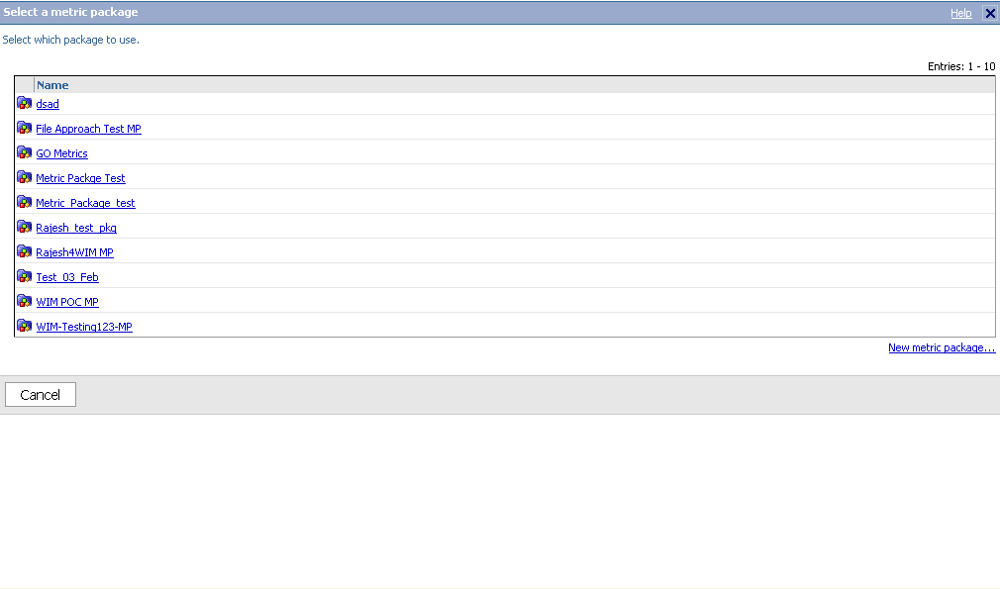 Select a metric package
Help
Select which package to use.
Entries: 1 - 10
Name
dsad
File Approach Test MP
GO Metrics
Metric Packge Test
Metric_Package_test
Rajesh_test_pkg
Rajesh4WIM MP
Test_03_Feb
WIM POC MP
WIM-Testing123-MP
New metric package...
Cancel